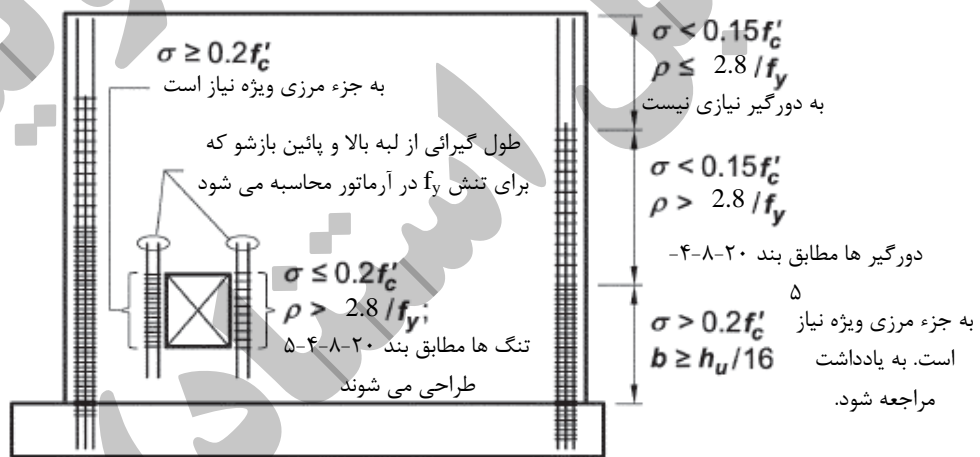 σ ≥ 0.2f'c
به جزء مرزی ویژه نیاز است
طول گیرائی از لبه بالا و پائین بازشو که
برای تنش fy در آرماتور محاسبه می شود
σ ≤ 0.2f'c
ρ > 2.8 / fy;
تنگ ها مطابق بند ۲۰-۸-۴-۵
طراحی می شوند
σ < 0.15f'c
ρ ≤ 2.8 / fy
به دورگیر نیازی نیست
σ < 0.15f'c
ρ > 2.8 / fy
دورگیر ها مطابق بند ۲۰-۸-۴-
۵
σ > 0.2f'c
b ≥ hu/16
به جزء مرزی ویژه نیاز
است. به یادداشت
مراجعه شود.